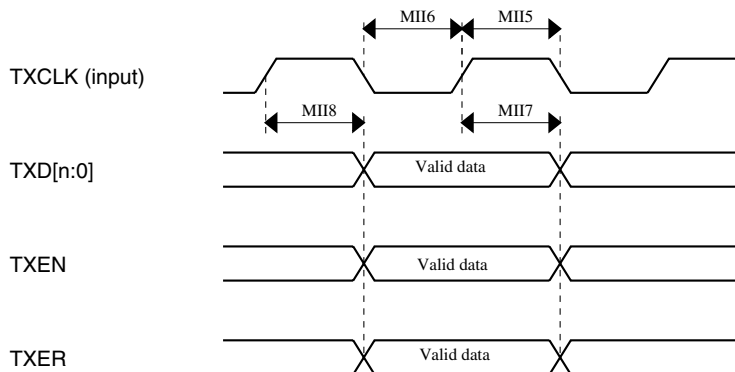 MII6 MII5
TXCLK (input)
MII8 MII7
TXD[n:0] Valid data
TXEN Valid data
TXER Valid data